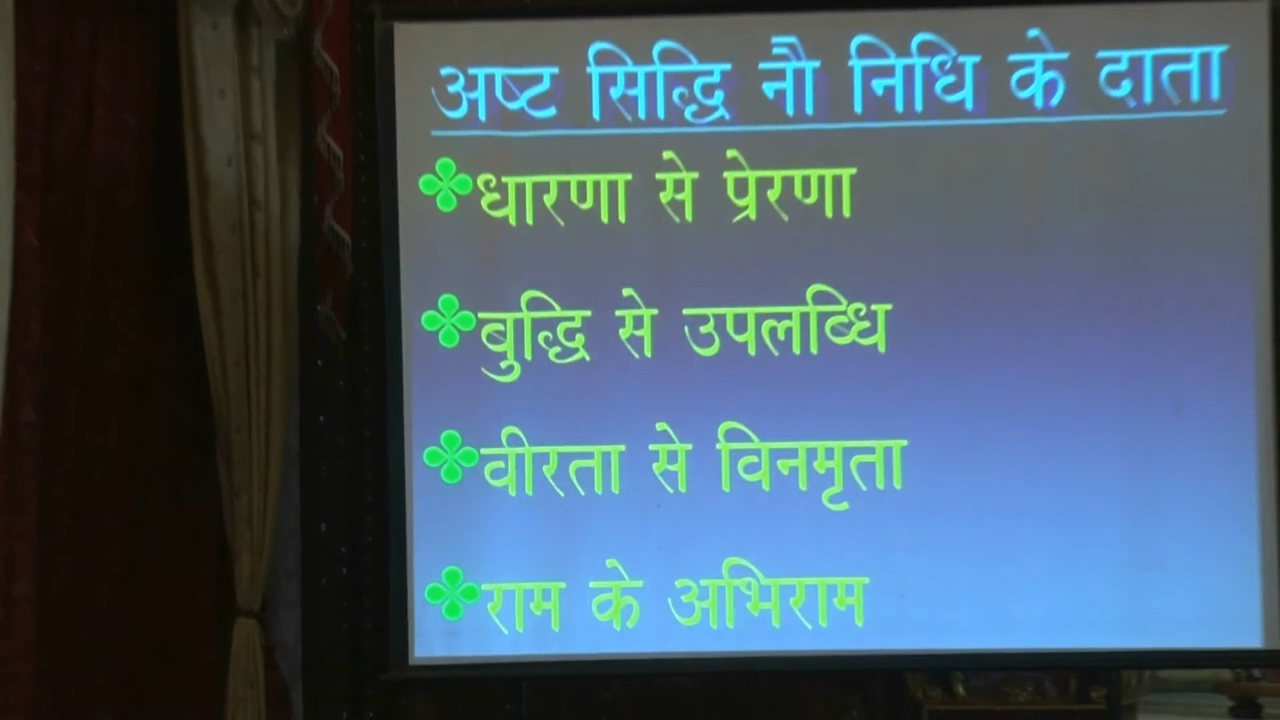 अष्ट सिद्धि नौ निधि के दाता
धारणा से प्रेरणा
बुद्धि से उपलब्धि
वीरता से विनमृता
राम के अभिराम